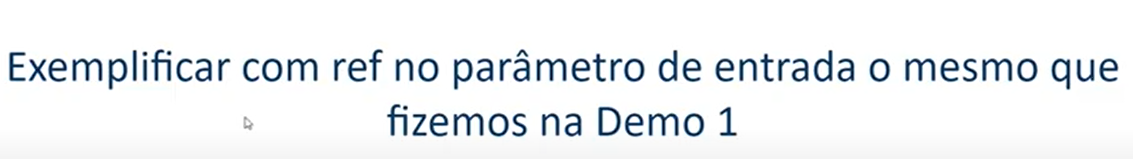 Exemplificar com ref no parâmetro de entrada o mesmo que
fizemos na Demo 1